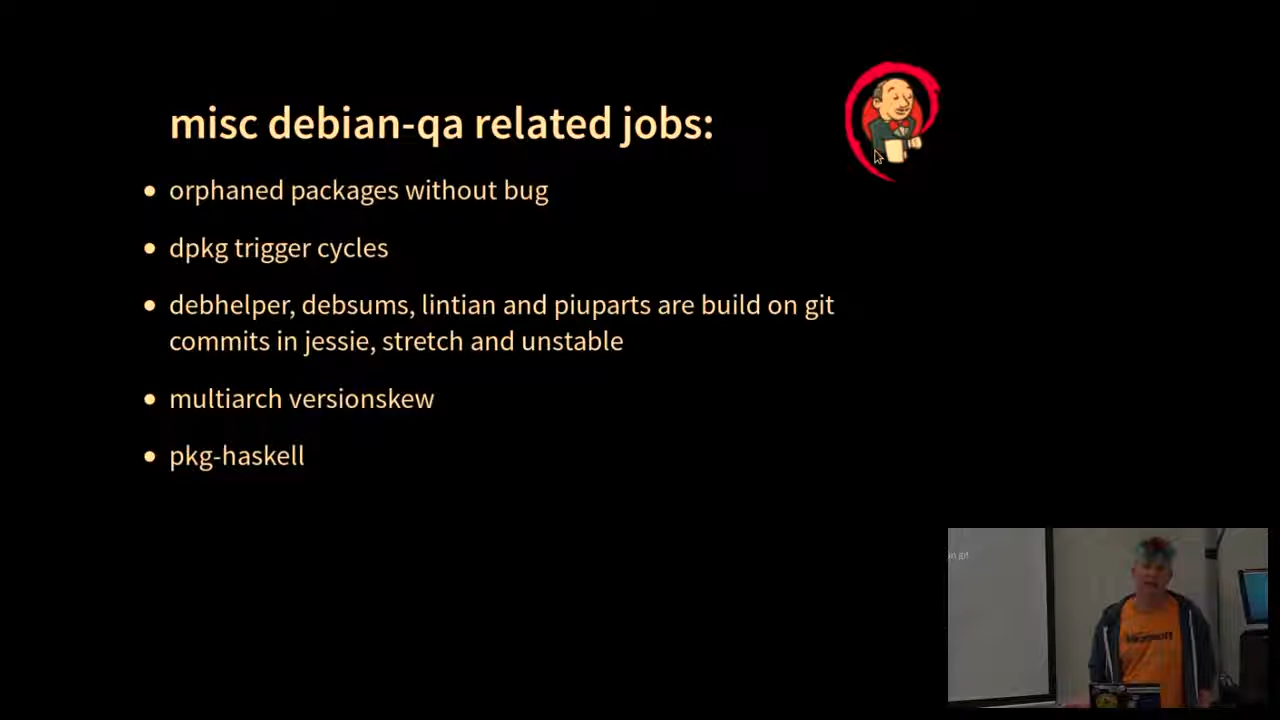 misc debian-qa related jobs:
• orphaned packages without bug
• dpkg trigger cycles
• debhelper, debsums, lintian and piuparts are build on git
commits in jessie, stretch and unstable
• multiarch versionskew
• pkg-haskell